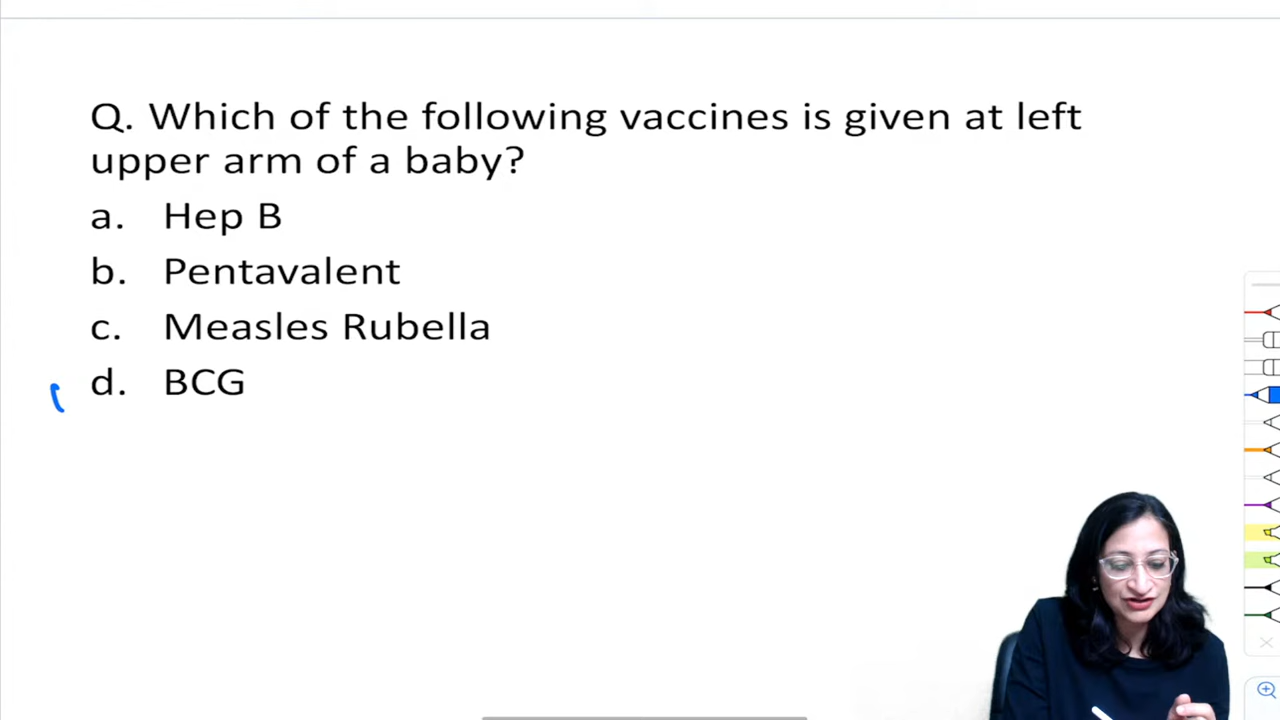 Q. Which of the following vaccines is given at left
upper arm of a baby?
a. Hep B
b. Pentavalent
c. Measles Rubella
d. BCG